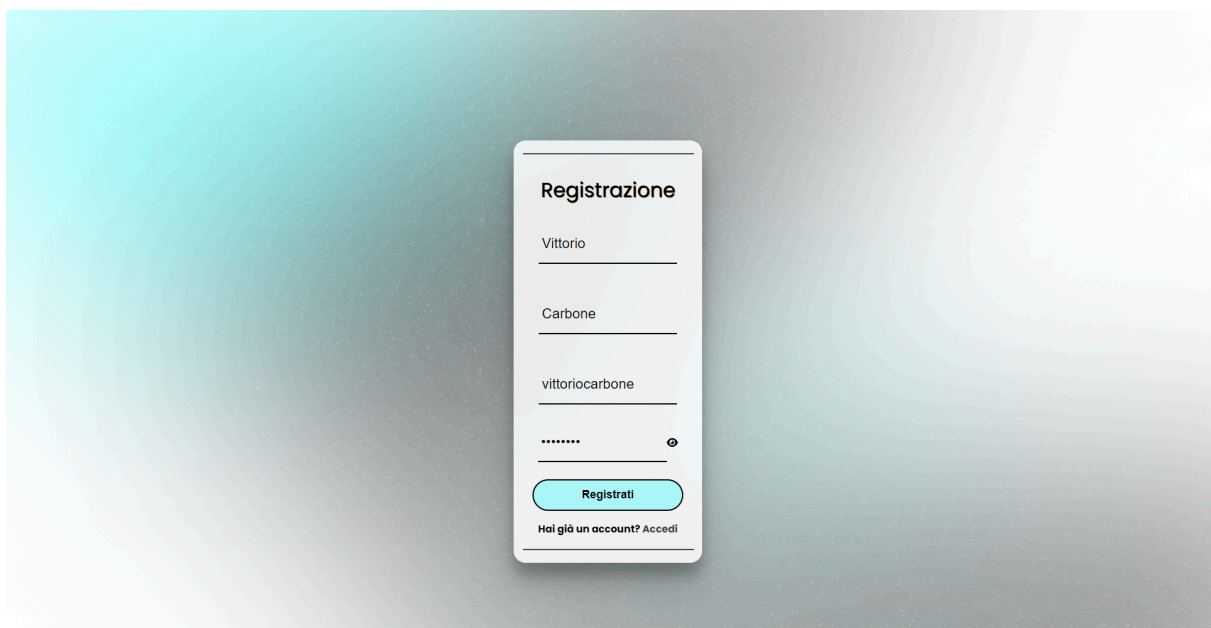 Registrazione
Vittorio
Carbone
vittoriocarbone
••••••••
Registrati
Hai già un account? Accedi